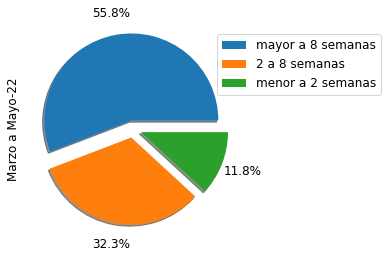 55.8%
mayor a 8 semanas
2 a 8 semanas
menor a 2 semanas
Marzo a Mayo-22
11.8%
32.3%